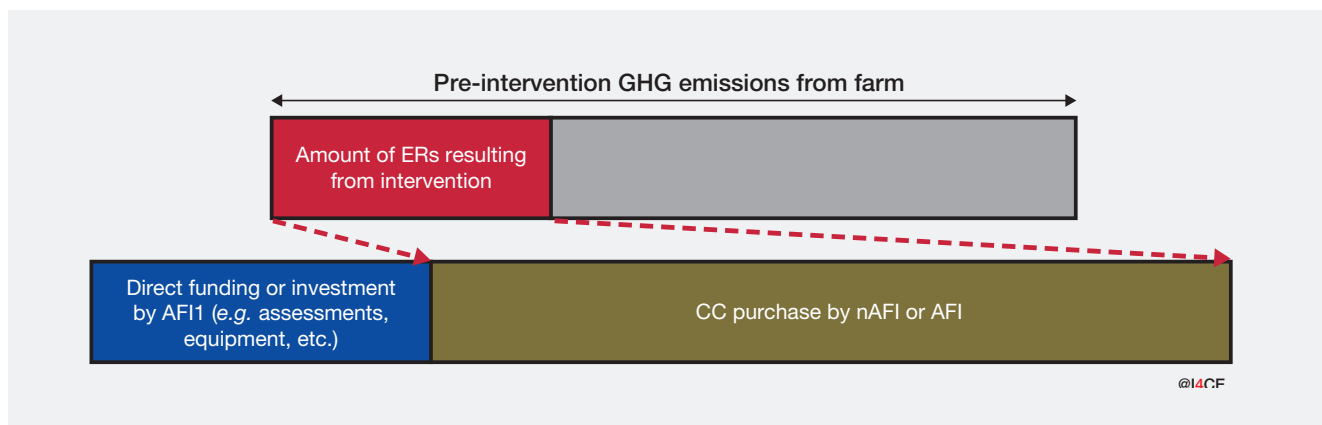 Pre-intervention GHG emissions from farm
Amount of ERs resulting
from intervention
Direct funding or investment
by AFI1 (e.g. assessments,
equipment, etc.)
CC purchase by nAFI or AFI
@I4CE